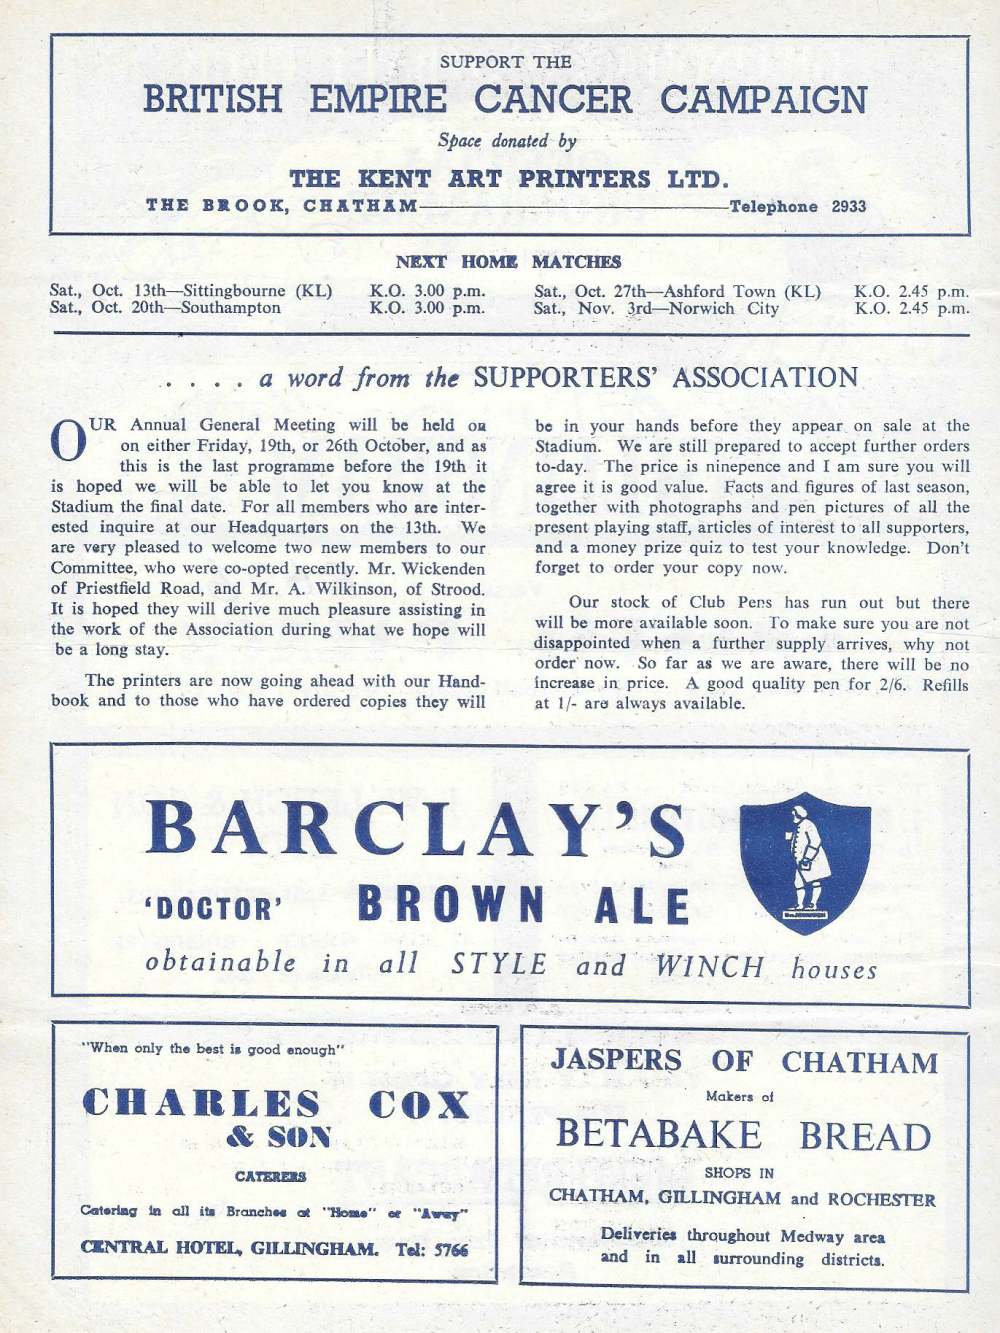 SUPPORT THE
BRITISH EMPIRE CANCER CAMPAIGN
Space donated by
THE KENT ART PRINTERS LTD.
THE BROOK, CHATHAM—Telephone 2933
NEXT HOME MATCHES
Sat., Oct. 13th—Sittingbourne (KL) K.O. 3.00 p.m.
Sat., Oct. 20th—Southampton K.O. 3.00 p.m.
Sat., Oct. 27th—Ashford Town (KL) K.O. 2.45 p.m.
Sat., Nov. 3rd—Norwich City K.O. 2.45 p.m.
. . . . a word from the SUPPORTERS' ASSOCIATION
OUR Annual General Meeting will be held on
on either Friday, 19th, or 26th October, and as
this is the last programme before the 19th it
is hoped we will be able to let you know at the
Stadium the final date. For all members who are inter-
ested inquire at our Headquarters on the 13th. We
are very pleased to welcome two new members to our
Committee, who were co-opted recently. Mr. Wickenden
of Priestfield Road, and Mr. A. Wilkinson, of Strood.
It is hoped they will derive much pleasure assisting in
the work of the Association during what we hope will
be a long stay.
The printers are now going ahead with our Hand-
book and to those who have ordered copies they will
be in your hands before they appear on sale at the
Stadium. We are still prepared to accept further orders
to-day. The price is ninepence and I am sure you will
agree it is good value. Facts and figures of last season,
together with photographs and pen pictures of all the
present playing staff, articles of interest to all supporters,
and a money prize quiz to test your knowledge. Don't
forget to order your copy now.
Our stock of Club Pens has run out but there
will be more available soon. To make sure you are not
disappointed when a further supply arrives, why not
order now. So far as we are aware, there will be no
increase in price. A good quality pen for 2/6. Refills
at 1/- are always available.
BARCLAY'S
'DOCTOR' BROWN ALE
obtainable in all STYLE and WINCH houses
Dr. JOHNSON
"When only the best is good enough"
CHARLES COX
& SON
CATERERS
Catering in all its Branches at "Home" or "Away"
CENTRAL HOTEL, GILLINGHAM. Tel: 5766
JASPERS OF CHATHAM
Makers of
BETABAKE BREAD
SHOPS IN
CHATHAM, GILLINGHAM and ROCHESTER
Deliveries throughout Medway area
and in all surrounding districts.